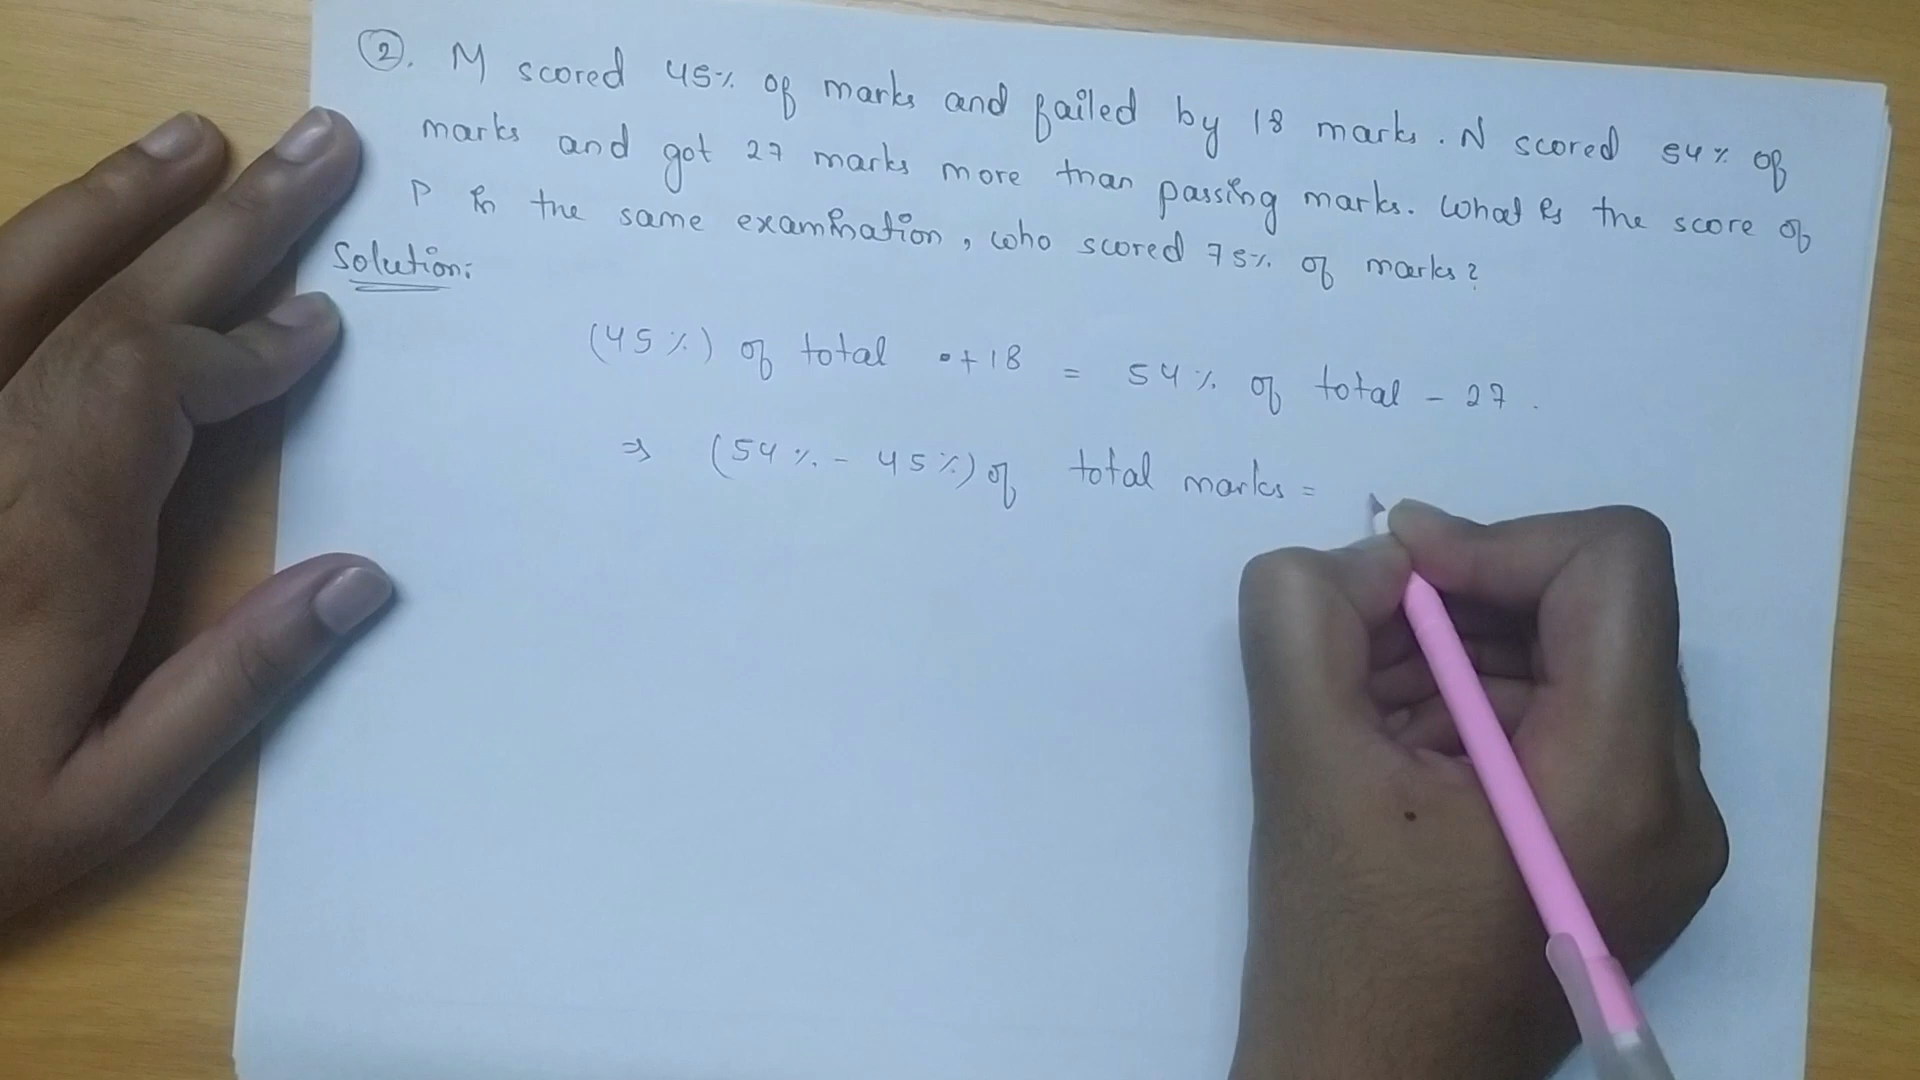 2. M scored 45% of marks and failed by 18 marks. N scored 54% of
marks and got 27 marks more than passing marks. What is the score of
P in the same examination, who scored 75% of marks?
Solution:
(45%) of total + 18 = 54% of total - 27.
⇒ (54% - 45%) of total marks =